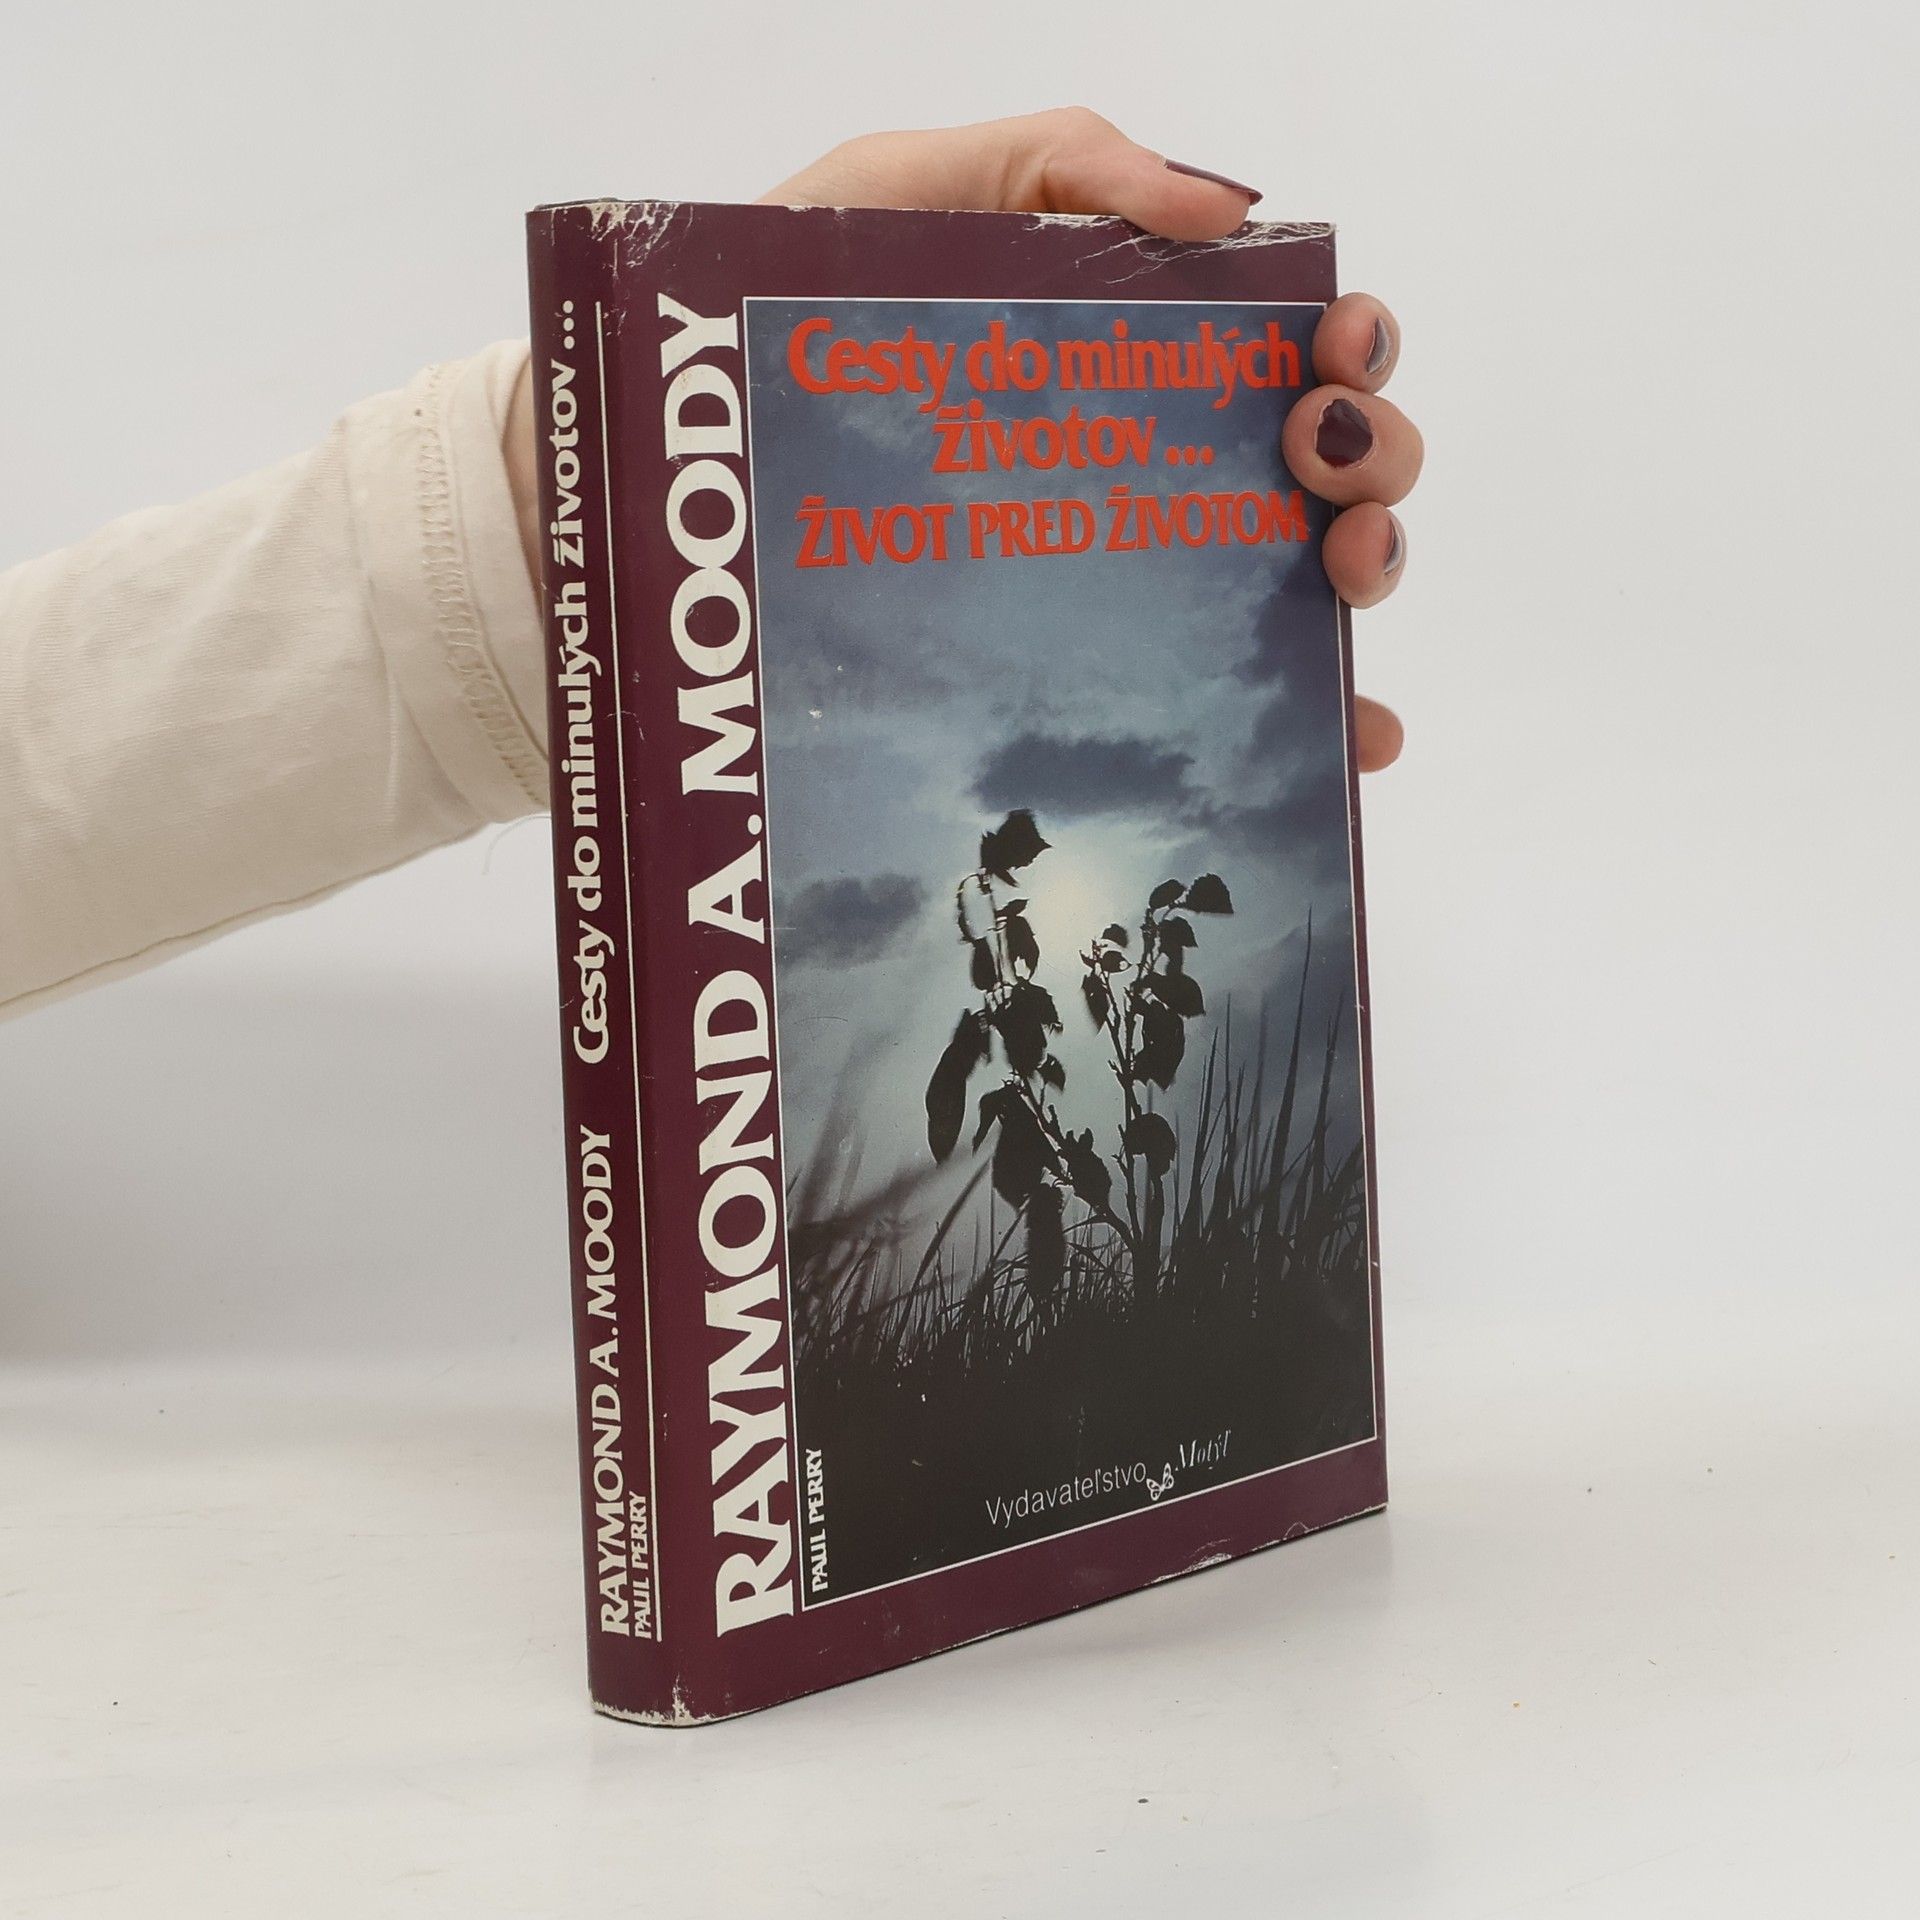 RAYMOND A. MOODY Cesty do minulých životov...
PAUL PERRY
RAYMOND A. MOODY
PAUL PERRY
Cesty do minulých
životov...
ŽIVOT PRED ŽIVOTOM
Vydavateľstvo Motýľ